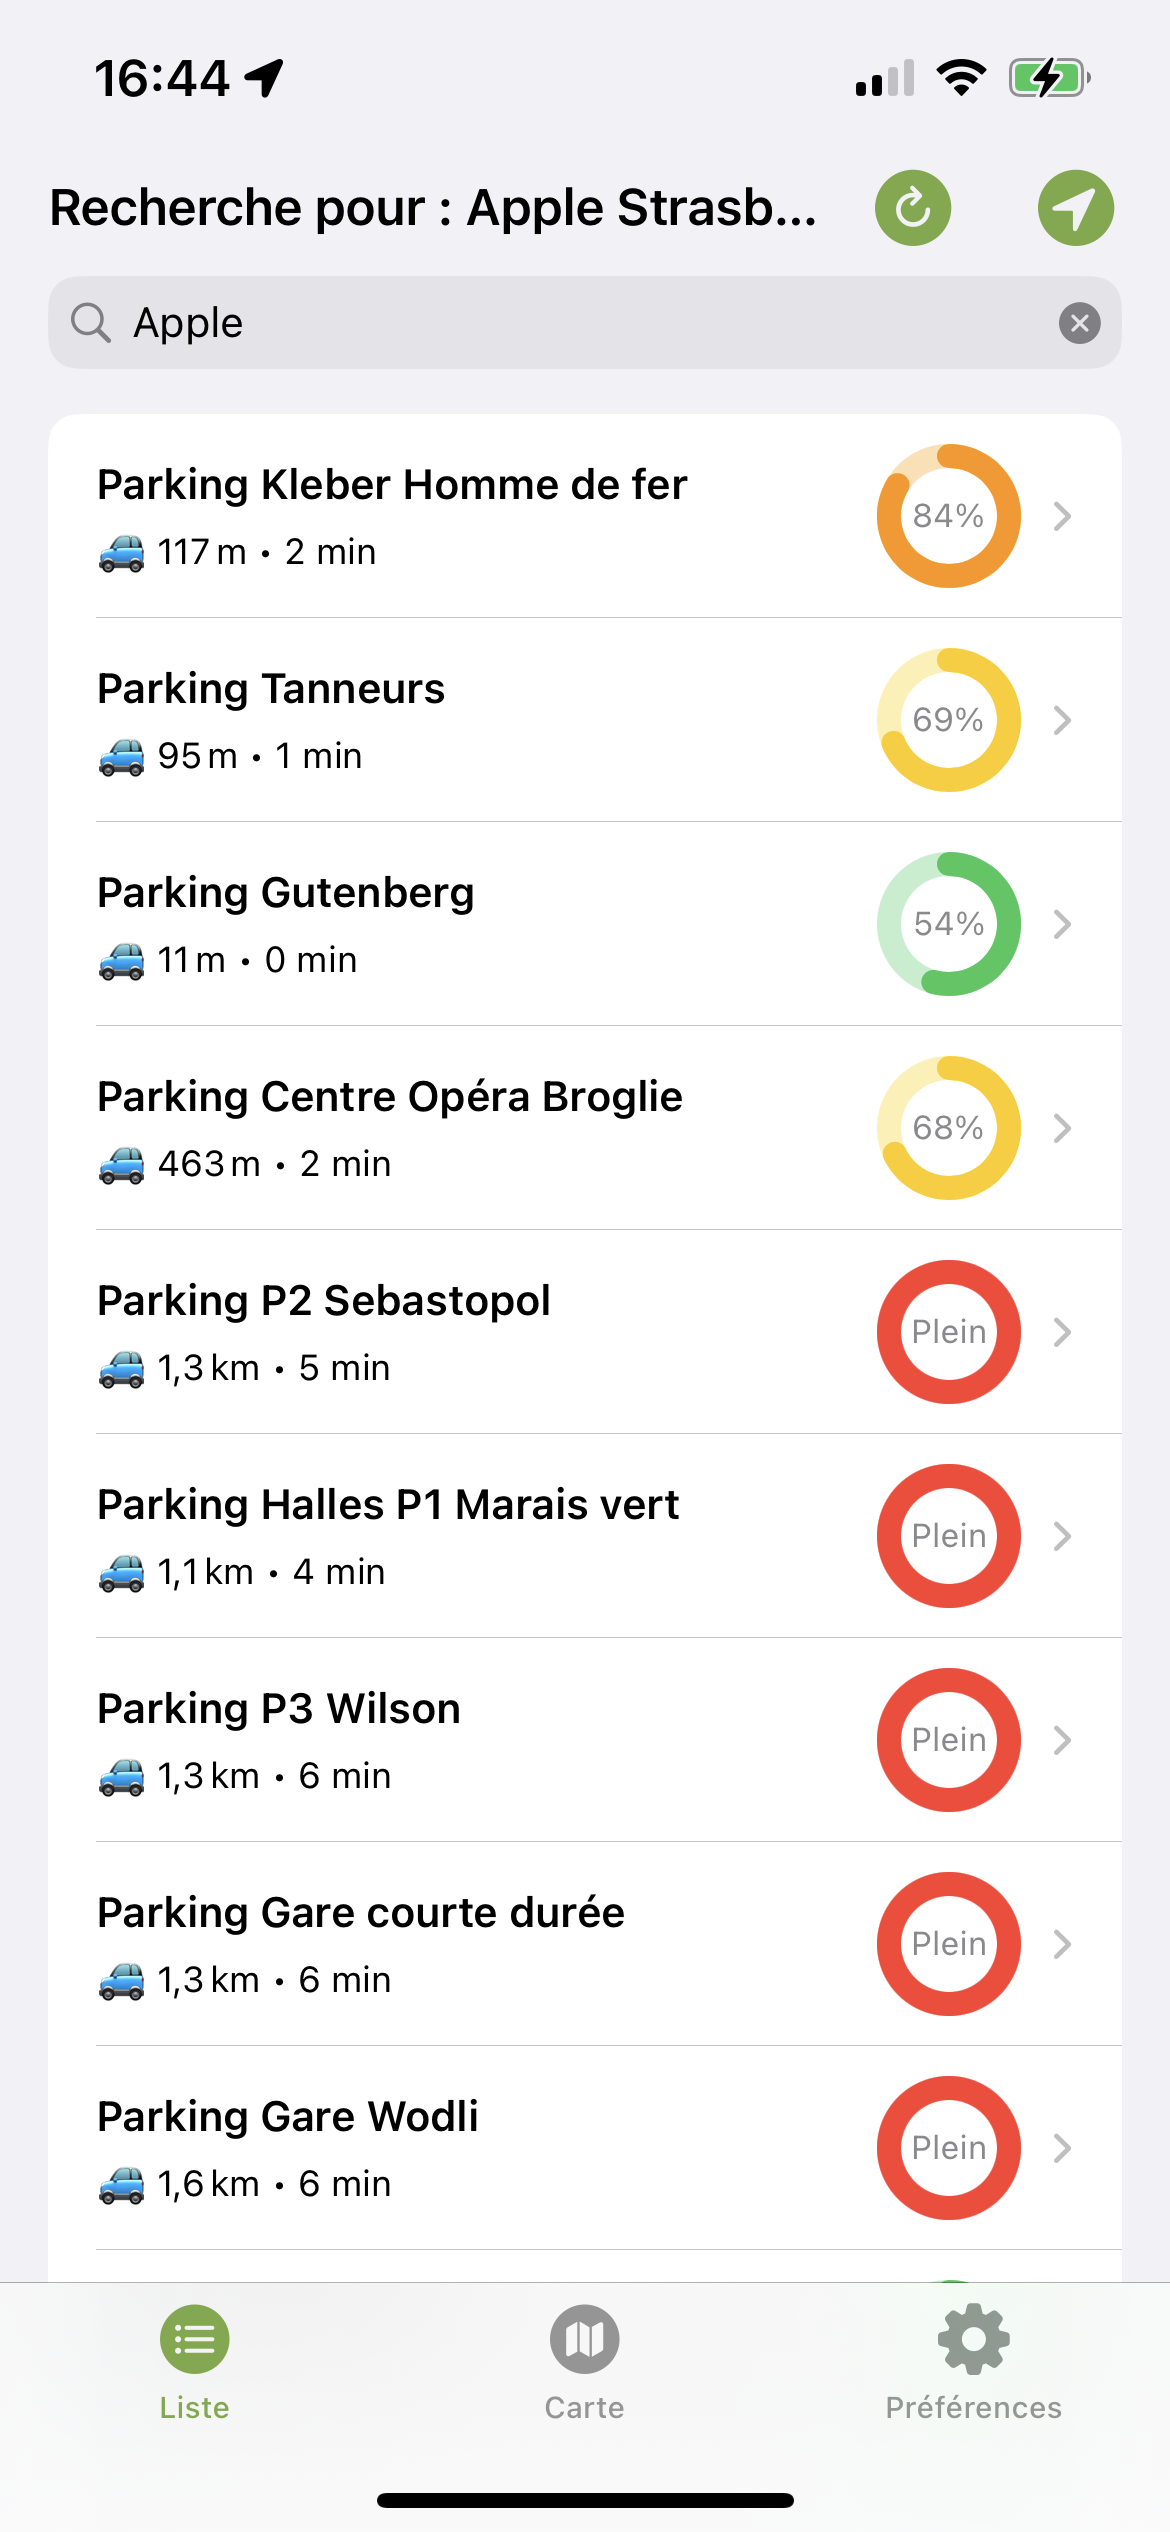 16:44
Recherche pour : Apple Strasb...
Apple
Parking Kleber Homme de fer
117 m • 2 min
84%
Parking Tanneurs
95 m • 1 min
69%
Parking Gutenberg
11 m • 0 min
54%
Parking Centre Opéra Broglie
463 m • 2 min
68%
Parking P2 Sebastopol
1,3 km • 5 min
Plein
Parking Halles P1 Marais vert
1,1 km • 4 min
Plein
Parking P3 Wilson
1,3 km • 6 min
Plein
Parking Gare courte durée
1,3 km • 6 min
Plein
Parking Gare Wodli
1,6 km • 6 min
Plein
Liste
Carte
Préférences